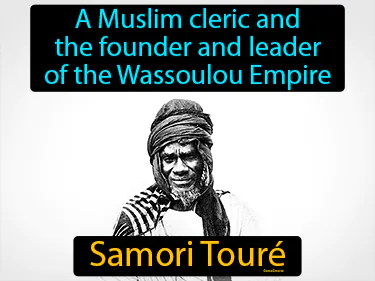 A Muslim cleric and
the founder and leader
of the Wassoulou Empire
Samori Touré